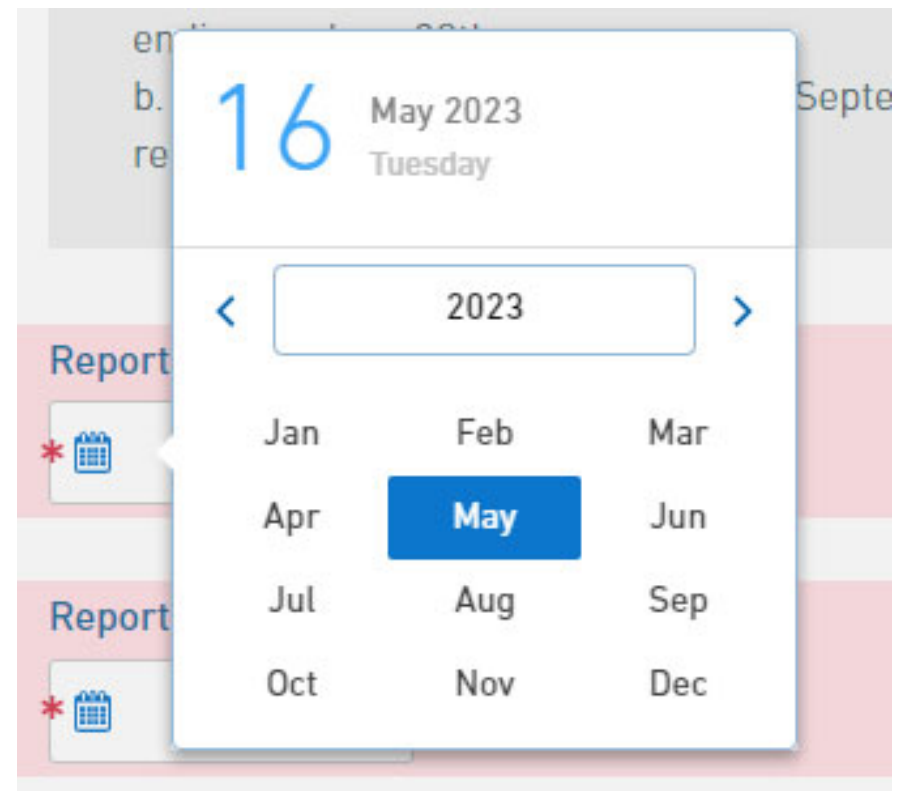 en
b.
Septe
re
16
May 2023
Tuesday
2023
Report
* 
Jan Feb Mar
Apr May Jun
Jul Aug Sep
Oct Nov Dec
Report
*